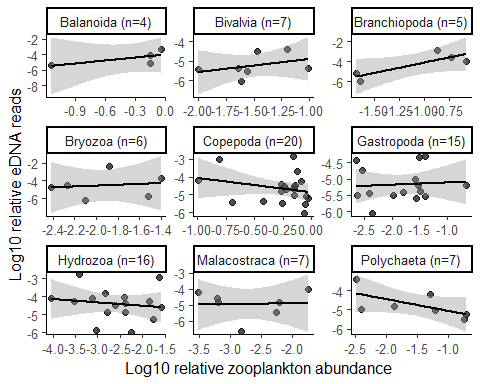 Balanoida (n=4) Bivalvia (n=7) Branchiopoda (n=5)
-2 -4 -6 -8
-4 -5 -6
-3 -4 -5 -6
-0.9 -0.6 -0.3 0.0
-2.00 -1.75 -1.50 -1.25 -1.00
-1.50 -1.25 -1.00 -0.75
Bryozoa (n=6) Copepoda (n=20) Gastropoda (n=15)
-2 -4 -6
-3 -4 -5 -6
-4.5 -5.0 -5.5 -6.0
-2.4 -2.1 -1.8 -1.5
-1.00 -0.75 -0.50 -0.25 0.00
-2.5 -2.0 -1.5 -1.0
Hydrozoa (n=16) Malacostraca (n=7) Polychaeta (n=7)
-3 -4 -5 -6
-3 -4 -5 -6
-4 -5 -6
-4.0 -3.5 -3.0 -2.5 -2.0 -1.5
-3.5 -3.0 -2.5 -2.0
-2.5 -2.0 -1.5 -1.0
Log10 relative eDNA reads
Log10 relative zooplankton abundance